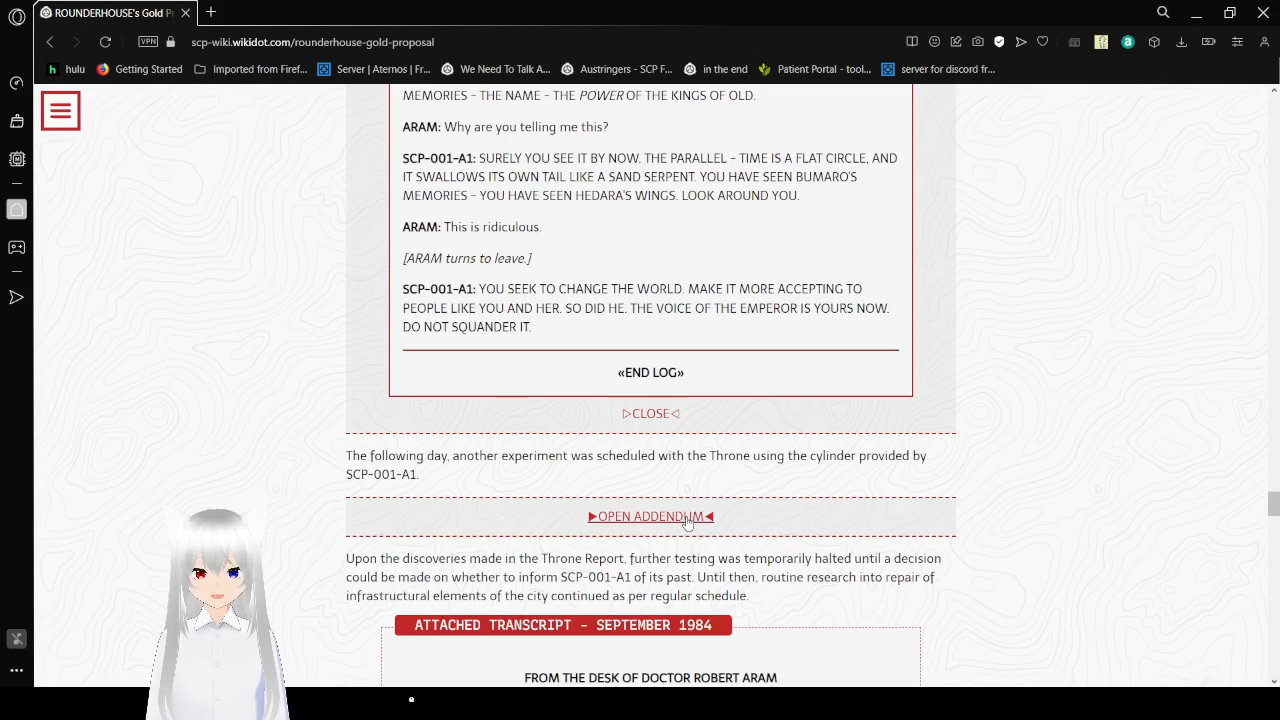 ROUNDERHOUSE's Gold P
VPN
scp-wiki.wikidot.com/rounderhouse-gold-proposal
h hulu
Getting Started
Imported from Firef...
Server | Aternos | Fr...
We Need To Talk A...
Austringers - SCP F...
in the end
Patient Portal - tool...
server for discord fr...
MEMORIES – THE NAME – THE POWER OF THE KINGS OF OLD.
ARAM: Why are you telling me this?
SCP-001-A1: SURELY YOU SEE IT BY NOW. THE PARALLEL – TIME IS A FLAT CIRCLE, AND
IT SWALLOWS ITS OWN TAIL LIKE A SAND SERPENT. YOU HAVE SEEN BUMARO'S
MEMORIES – YOU HAVE SEEN HEDARA'S WINGS. LOOK AROUND YOU.
ARAM: This is ridiculous.
[ARAM turns to leave.]
SCP-001-A1: YOU SEEK TO CHANGE THE WORLD. MAKE IT MORE ACCEPTING TO
PEOPLE LIKE YOU AND HER. SO DID HE. THE VOICE OF THE EMPEROR IS YOURS NOW.
DO NOT SQUANDER IT.
«END LOG»
▷CLOSE◁
The following day, another experiment was scheduled with the Throne using the cylinder provided by
SCP-001-A1.
▶OPEN ADDENDUM◀
Upon the discoveries made in the Throne Report, further testing was temporarily halted until a decision
could be made on whether to inform SCP-001-A1 of its past. Until then, routine research into repair of
infrastructural elements of the city continued as per regular schedule.
ATTACHED TRANSCRIPT – SEPTEMBER 1984
FROM THE DESK OF DOCTOR ROBERT ARAM